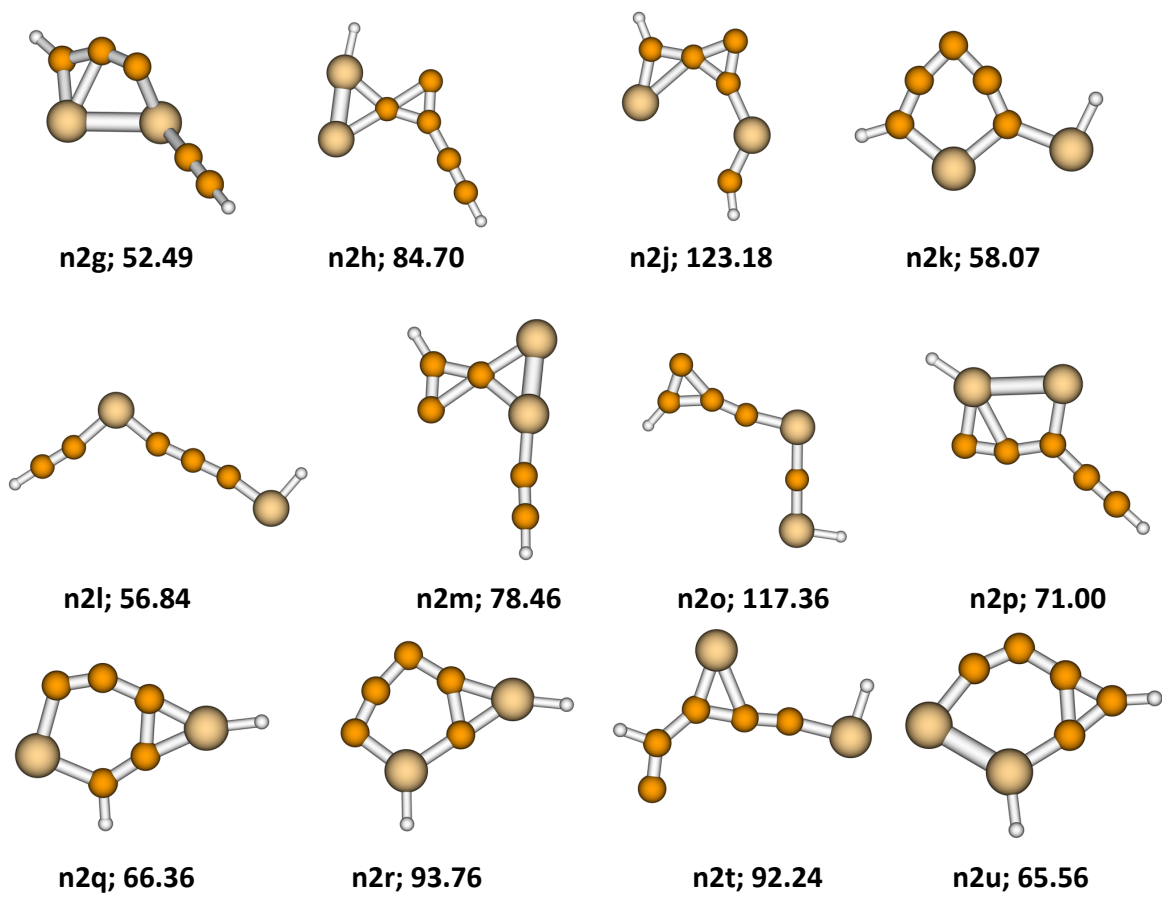 n2g; 52.49 n2h; 84.70 n2j; 123.18 n2k; 58.07
n2l; 56.84 n2m; 78.46 n2o; 117.36 n2p; 71.00
n2q; 66.36 n2r; 93.76 n2t; 92.24 n2u; 65.56